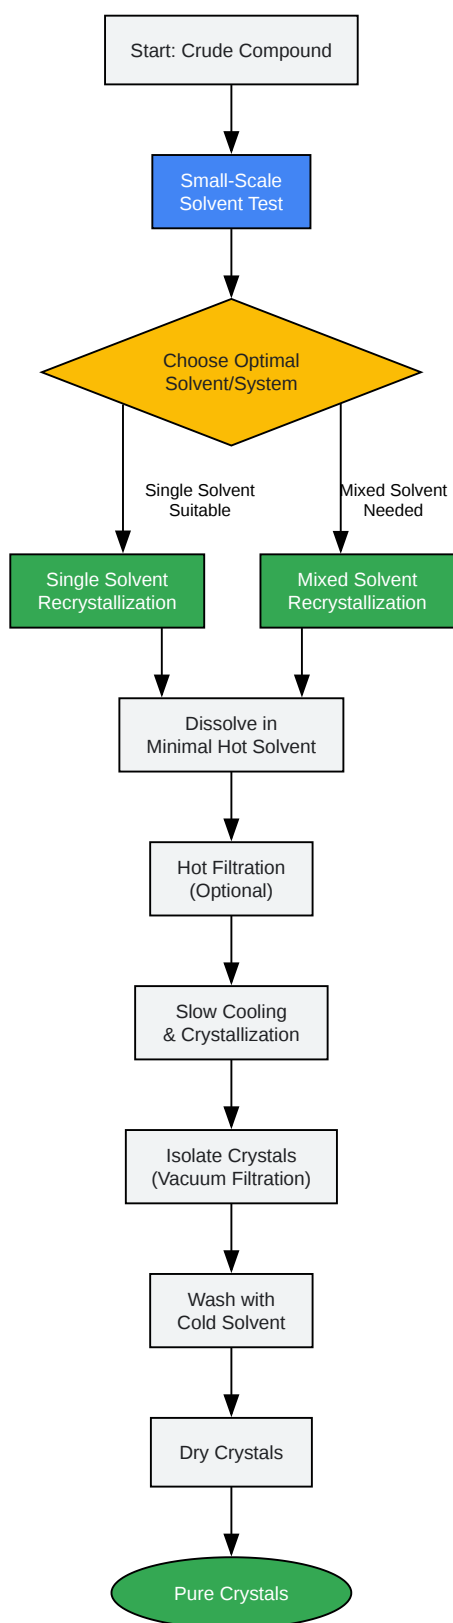 Start: Crude Compound
Small-Scale
Solvent Test
Choose Optimal
Solvent/System
Single Solvent
Suitable
Mixed Solvent
Needed
Single Solvent
Recrystallization
Mixed Solvent
Recrystallization
Dissolve in
Minimal Hot Solvent
Hot Filtration
(Optional)
Slow Cooling
& Crystallization
Isolate Crystals
(Vacuum Filtration)
Wash with
Cold Solvent
Dry Crystals
Pure Crystals